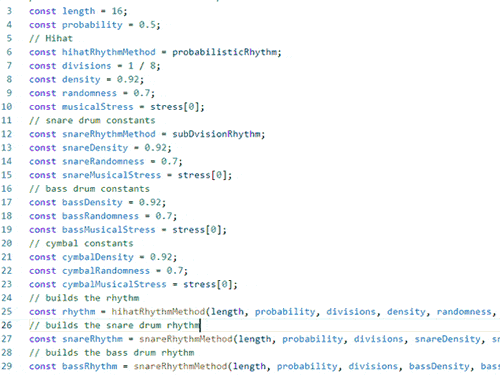 3 const length = 16;
4 const probability = 0.5;
5 // Hihat
6 const hihatRhythmMethod = probabilisticRhythm;
7 const divisions = 1 / 8;
8 const density = 0.92;
9 const randomness = 0.7;
10 const musicalStress = stress[0];
11 // snare drum constants
12 const snareRhythmMethod = subDvisionRhythm;
13 const snareDensity = 0.92;
14 const snareRandomness = 0.7;
15 const snareMusicalStress = stress[0];
16 // bass drum constants
17 const bassDensity = 0.92;
18 const bassRandomness = 0.7;
19 const bassMusicalStress = stress[0];
20 // cymbal constants
21 const cymbalDensity = 0.92;
22 const cymbalRandomness = 0.7;
23 const cymbalMusicalStress = stress[0];
24 // builds the rhythm
25 const rhythm = hihatRhythmMethod(length, probability, divisions, density, randomness,
26 // builds the snare drum rhythm
27 const snareRhythm = snareRhythmMethod(length, probability, divisions, snareDensity, sn
28 // builds the bass drum rhythm
29 const bassRhythm = snareRhythmMethod(length, probability, divisions, bassDensity, bass